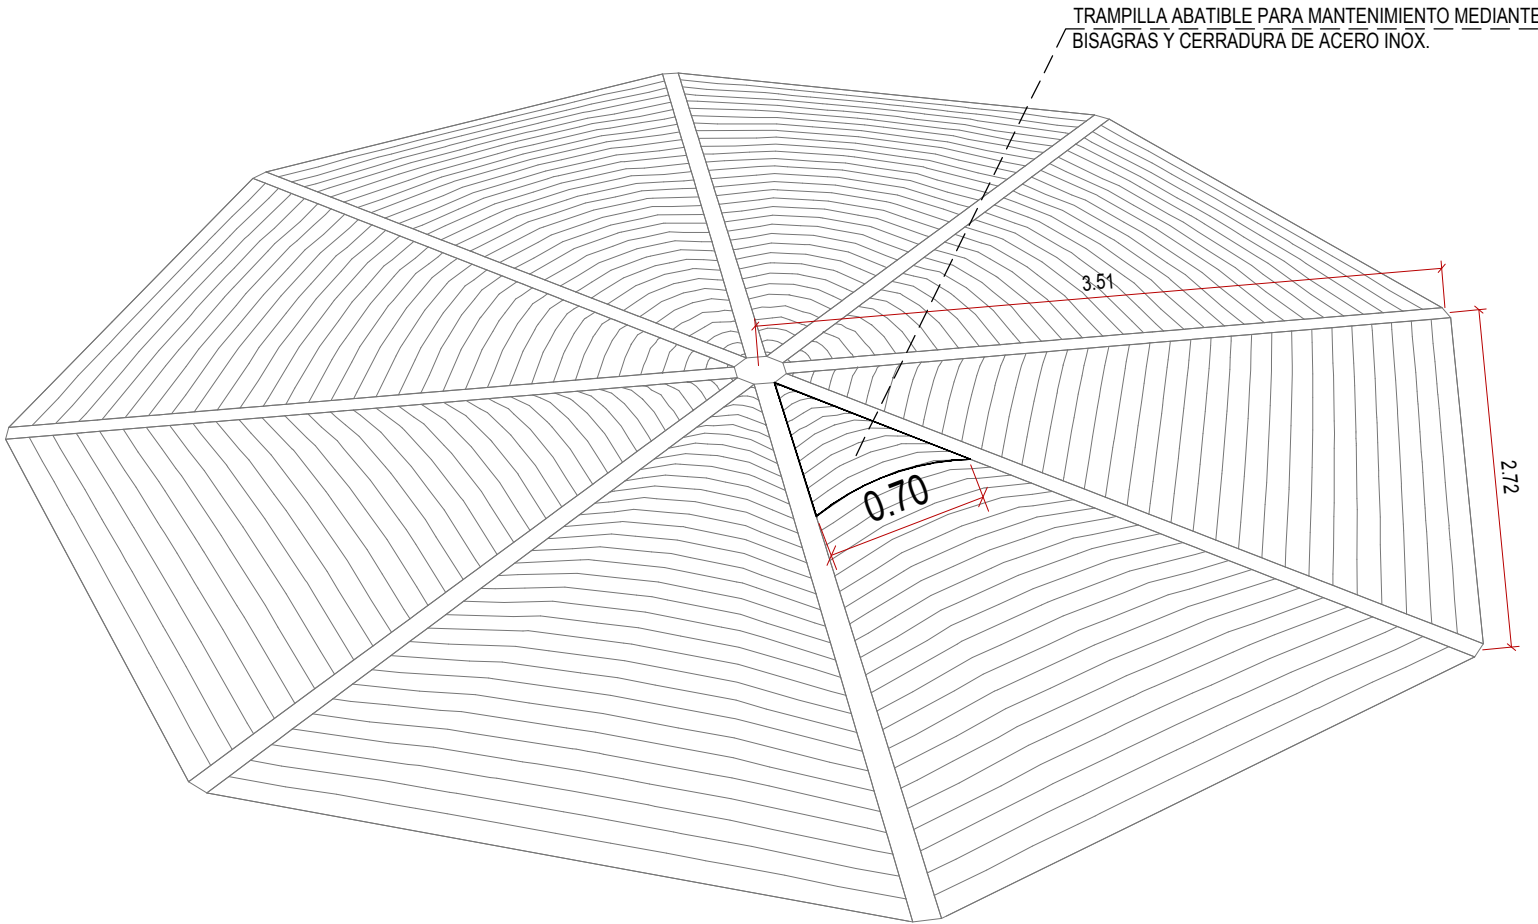 TRAMPILLA ABATIBLE PARA MANTENIMIENTO MEDIANTE
BISAGRAS Y CERRADURA DE ACERO INOX.
3.51
2.72
0.70